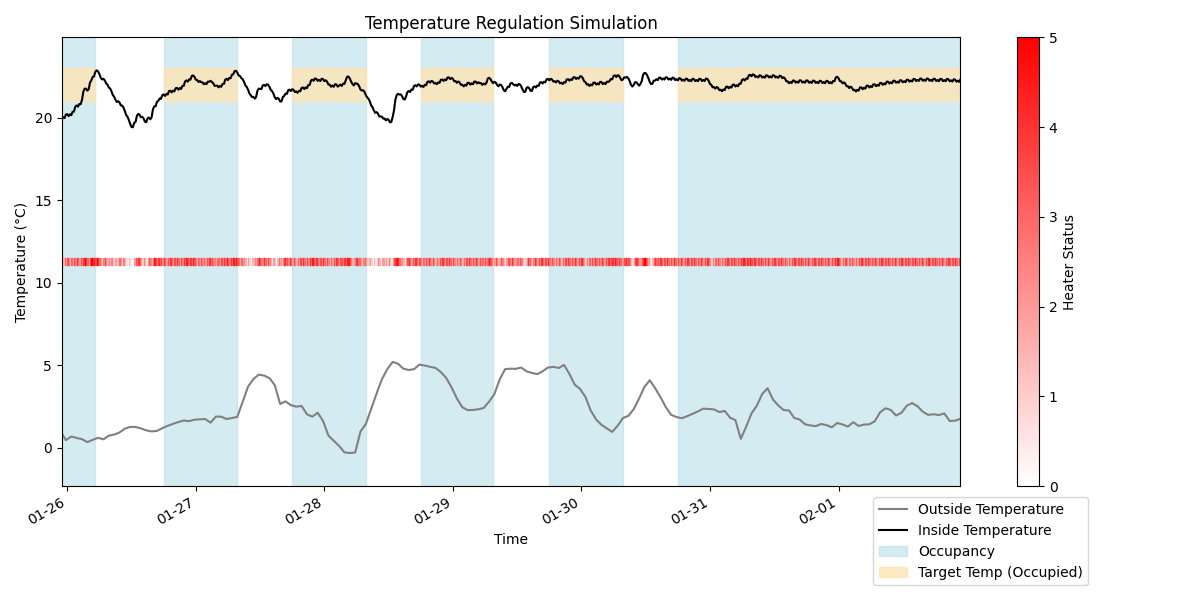 Temperature Regulation Simulation
Temperature (°C)
20
15
10
5
0
01-26
01-27
01-28
01-29
01-30
01-31
02-01
Time
5
4
3
2
1
0
Heater Status
Outside Temperature
Inside Temperature
Occupancy
Target Temp (Occupied)